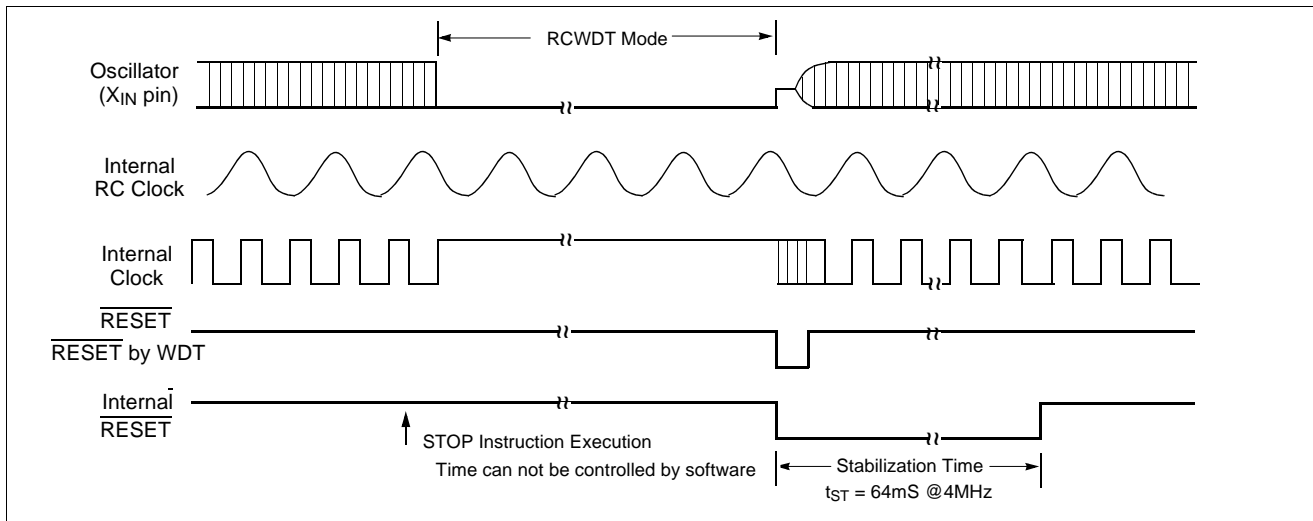 RCWDT Mode
Oscillator
(XIN pin)
Internal
RC Clock
Internal
Clock
RESET
RESET by WDT
Internal
RESET
STOP Instruction Execution
Time can not be controlled by software
Stabilization Time
tST = 64mS @4MHz